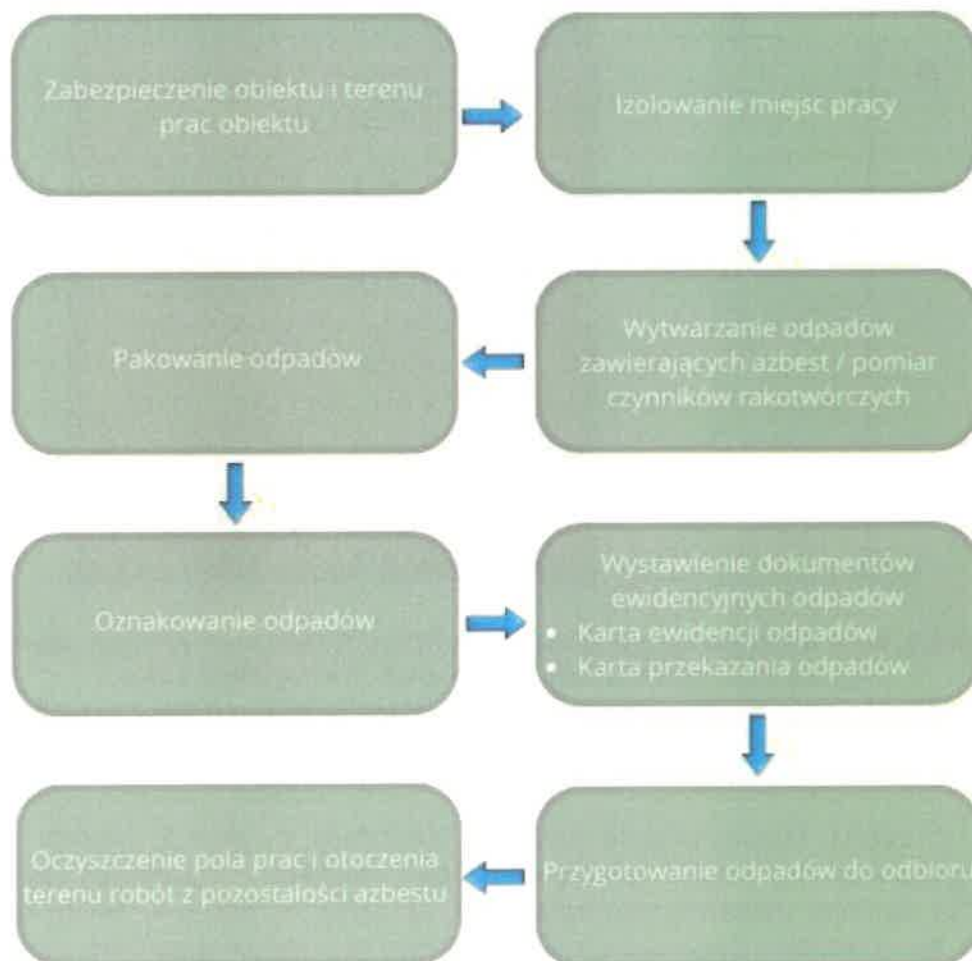 Zabezpieczenie obiektu i terenu
prac obiektu
Izolowanie miejsc pracy
Wytwarzanie odpadów
zawierających azbest / pomiar
czynników rakotwórczych
Pakowanie odpadów
Oznakowanie odpadów
Wystawienie dokumentów
ewidencyjnych odpadów
• Karta ewidencji odpadów
• Karta przekazania odpadów
Przygotowanie odpadów do odbioru
Oczyszczenie pola prac i otoczenia
terenu robót z pozostałości azbestu